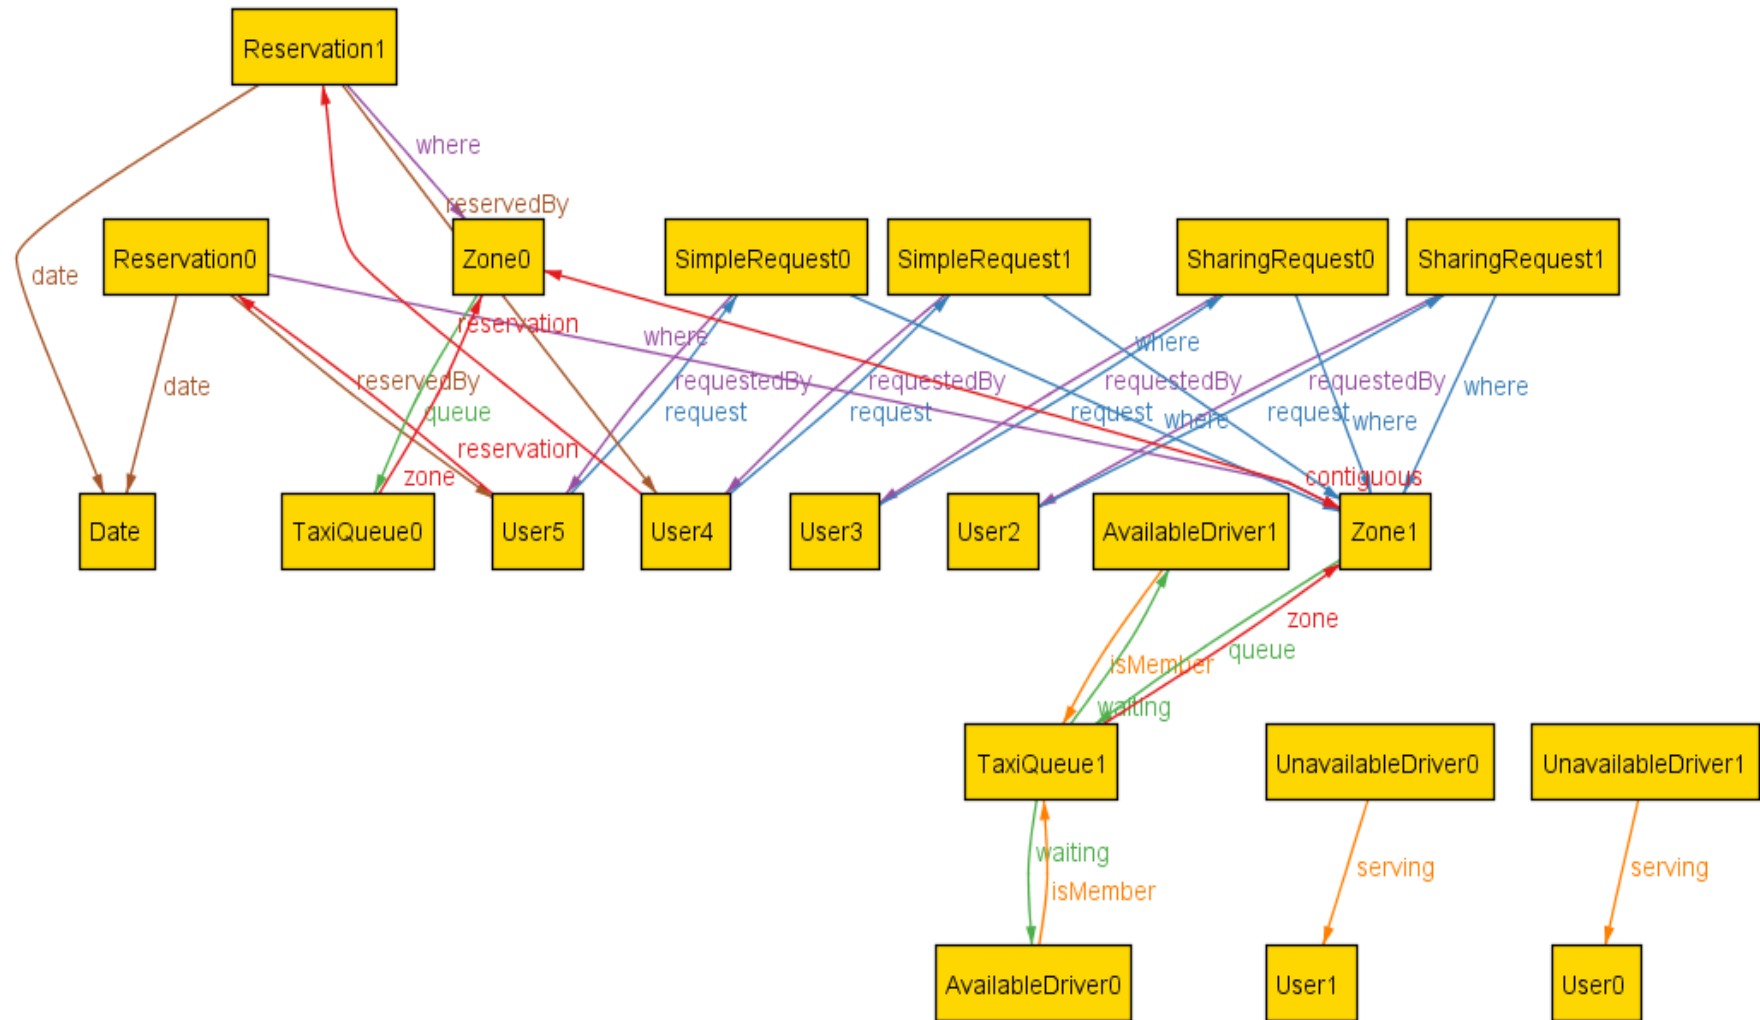 Reservation1
where
reservedBy
Reservation0
Zone0
SimpleRequest0
SimpleRequest1
SharingRequest0
SharingRequest1
date
reservation
where
where
date
reservedBy
requestedBy
requestedBy
requestedBy
requestedBy
where
queue
request
request
request
where
request
where
reservation
zone
contiguous
Date
TaxiQueue0
User5
User4
User3
User2
AvailableDriver1
Zone1
zone
queue
isMember
waiting
TaxiQueue1
UnavailableDriver0
UnavailableDriver1
waiting
isMember
serving
serving
AvailableDriver0
User1
User0